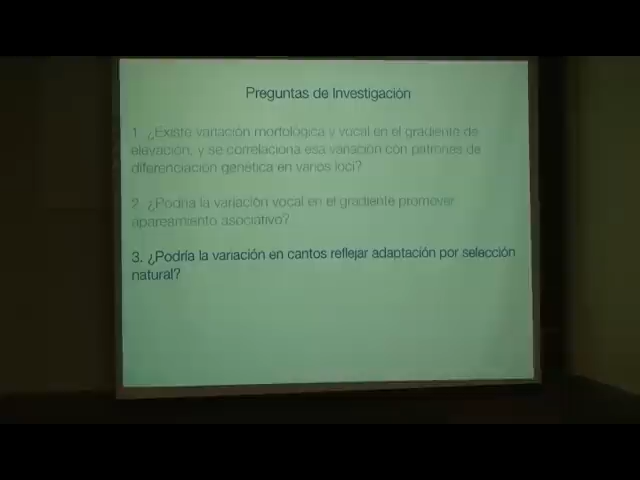 Preguntas de Investigación
1. ¿Existe variación morfológica y vocal en el gradiente de
elevación, y se correlaciona esa variación con patrones de
diferenciación genética en varios loci?
2. ¿Podría la variación vocal en el gradiente promover
apareamiento asociativo?
3. ¿Podría la variación en cantos reflejar adaptación por selección
natural?